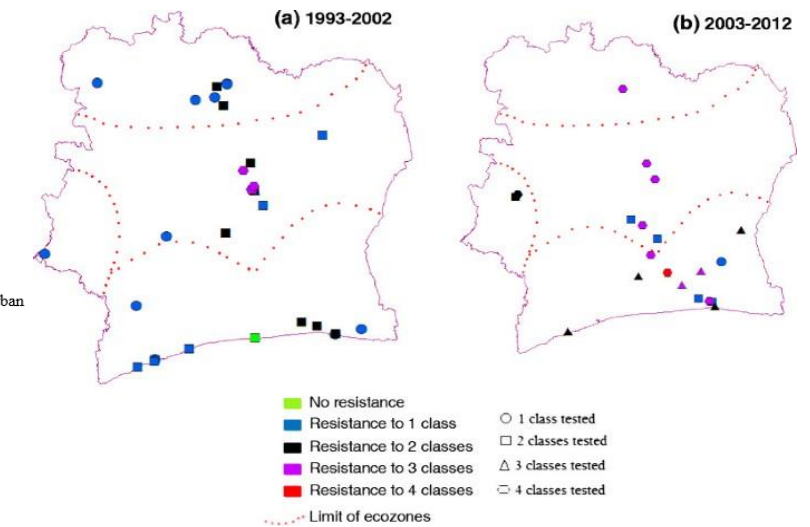 (a) 1993-2002
(b) 2003-2012
ban
No resistance
Resistance to 1 class
Resistance to 2 classes
Resistance to 3 classes
Resistance to 4 classes
Limit of ecozones
1 class tested
2 classes tested
3 classes tested
4 classes tested